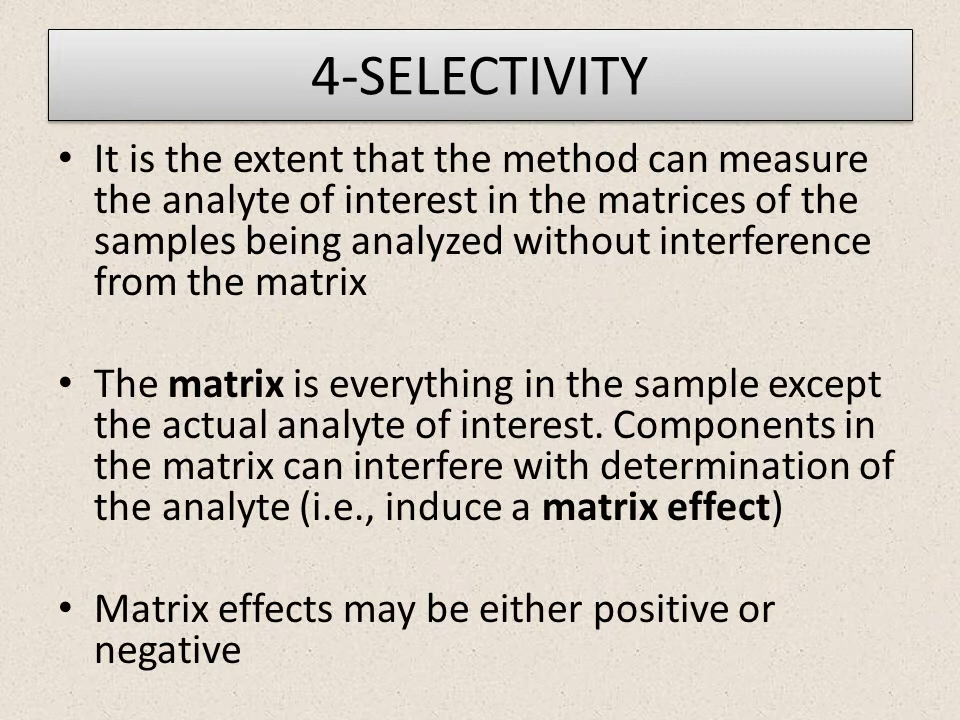 4-SELECTIVITY
• It is the extent that the method can measure
the analyte of interest in the matrices of the
samples being analyzed without interference
from the matrix
• The matrix is everything in the sample except
the actual analyte of interest. Components in
the matrix can interfere with determination of
the analyte (i.e., induce a matrix effect)
• Matrix effects may be either positive or
negative